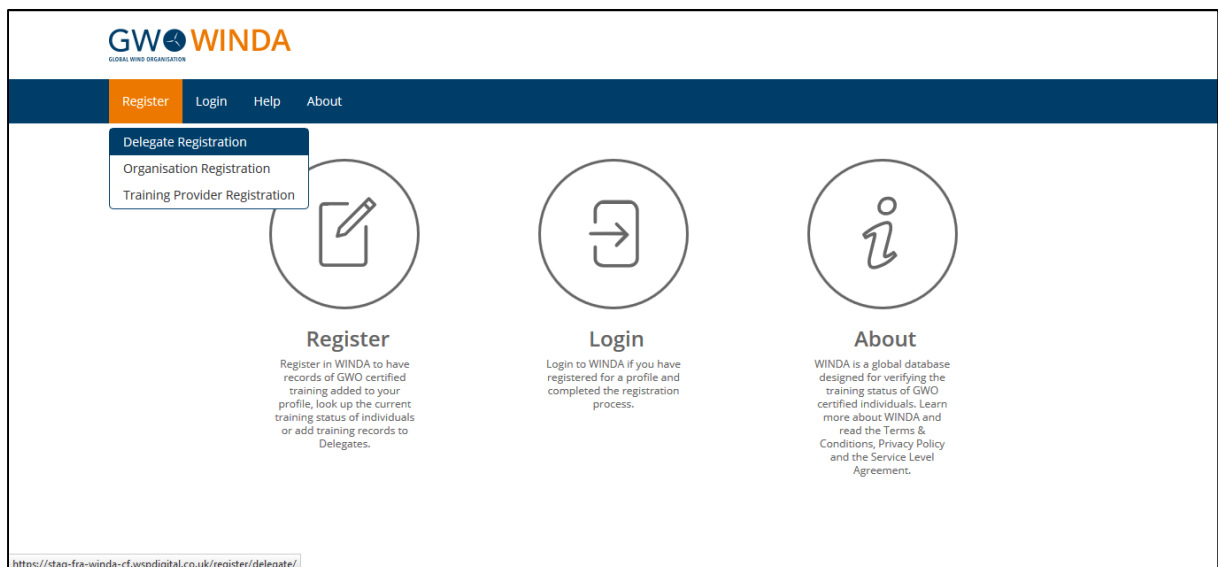 GWO WINDA
GLOBAL WIND ORGANISATION
Register Login Help About
Delegate Registration
Organisation Registration
Training Provider Registration
Register
Register in WINDA to have
records of GWO certified
training added to your
profile, look up the current
training status of individuals
or add training records to
Delegates.
Login
Login to WINDA if you have
registered for a profile and
completed the registration
process.
About
WINDA is a global database
designed for verifying the
training status of GWO
certified individuals. Learn
more about WINDA and
read the Terms &
Conditions, Privacy Policy
and the Service Level
Agreement.
https://stag-fra-winda-cf.wspdigital.co.uk/register/delegate/